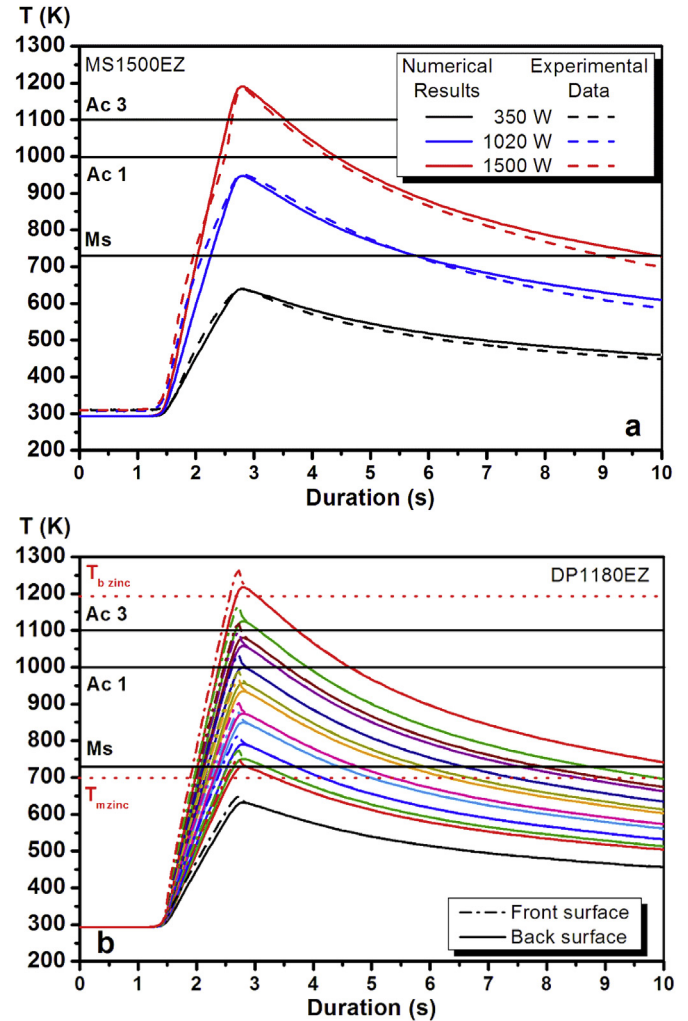 T (K)
1300
MS1500EZ
Numerical Experimental
Results Data
350 W
1020 W
1500 W
1200
Ac 3
1100
1000
Ac 1
900
800
Ms
700
600
500
400
300
a
200
0 1 2 3 4 5 6 7 8 9 10
Duration (s)
T (K)
1300
T b zinc
DP1180EZ
1200
Ac 3
1100
1000
Ac 1
900
800
Ms
700
T m zinc
600
500
400
Front surface
300
b
Back surface
200
0 1 2 3 4 5 6 7 8 9 10
Duration (s)